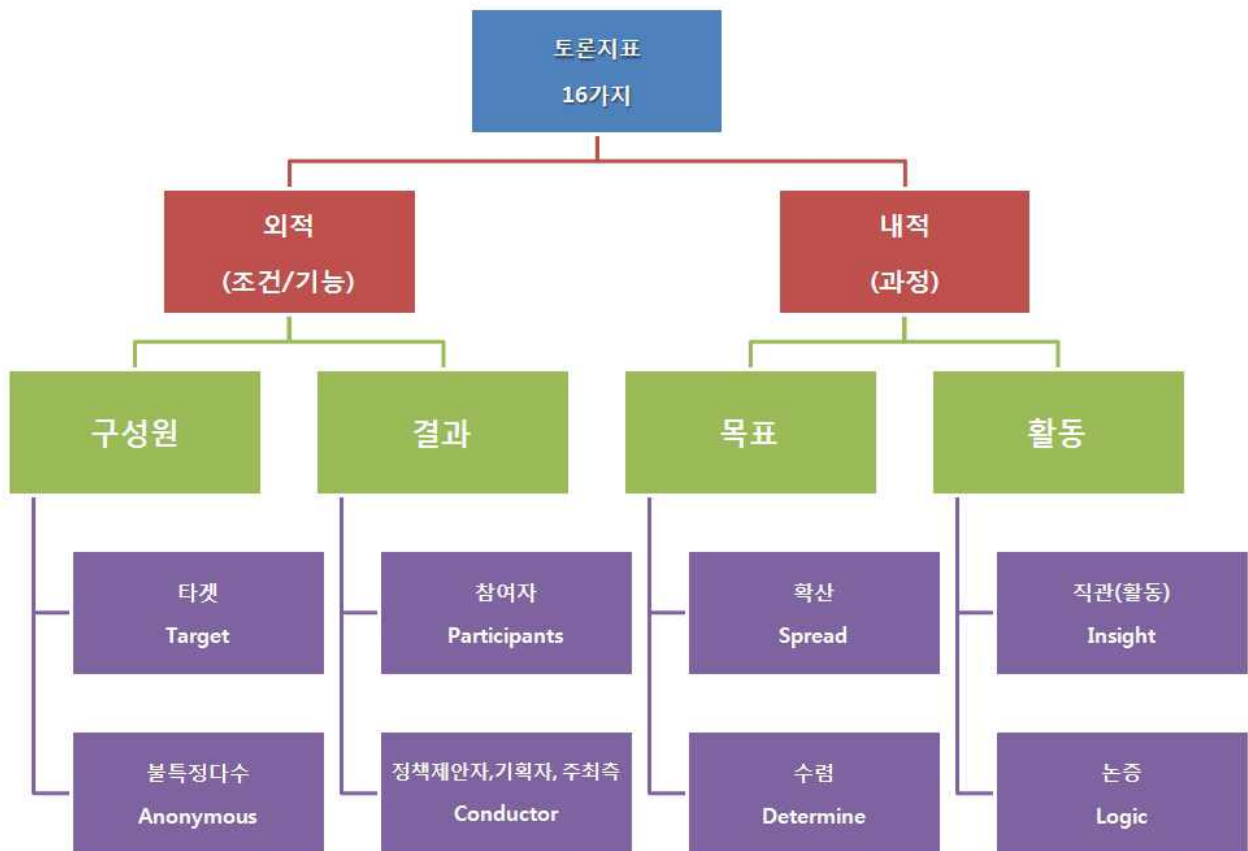 토론지표
16가지
외적
(조건/기능)
내적
(과정)
구성원
결과
목표
활동
타겟
Target
참여자
Participants
확산
Spread
직관(활동)
Insight
불특정다수
Anonymous
정책제안자,기획자, 주최측
Conductor
수렴
Determine
논증
Logic